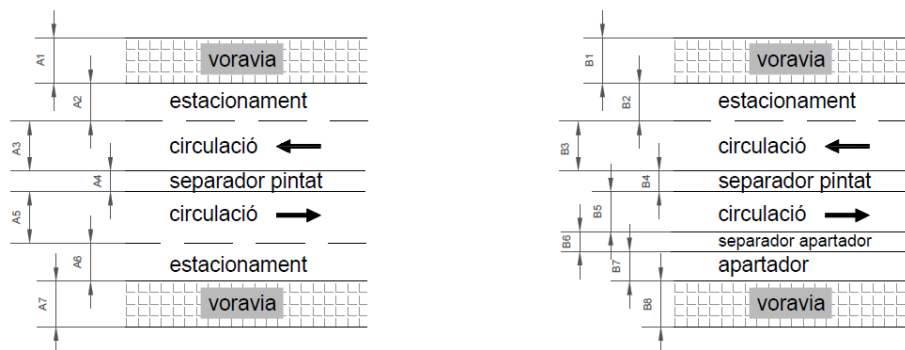 A1
voravia
A2
estacionament
A3
circulació
A4
separador pintat
A5
circulació
A6
estacionament
A7
voravia
B1
voravia
B2
estacionament
B3
circulació
B4
separador pintat
B5
circulació
B6
separador apartador
B7
apartador
B8
voravia